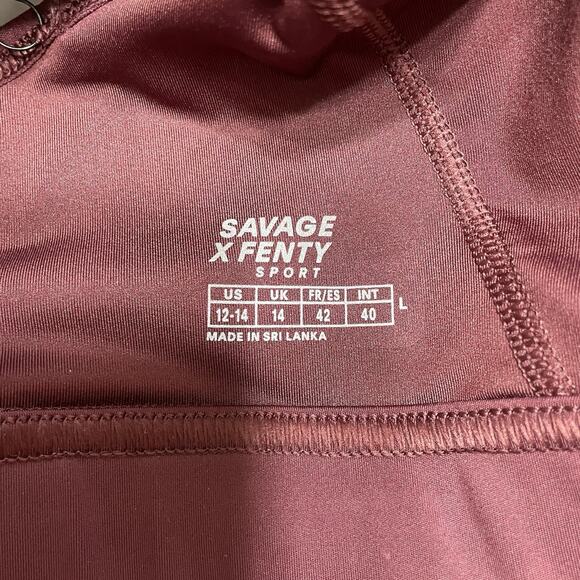 SAVAGE
X FENTY
SPORT
US UK FR/ES INT
12-14 14 42 40 L
MADE IN SRI LANKA